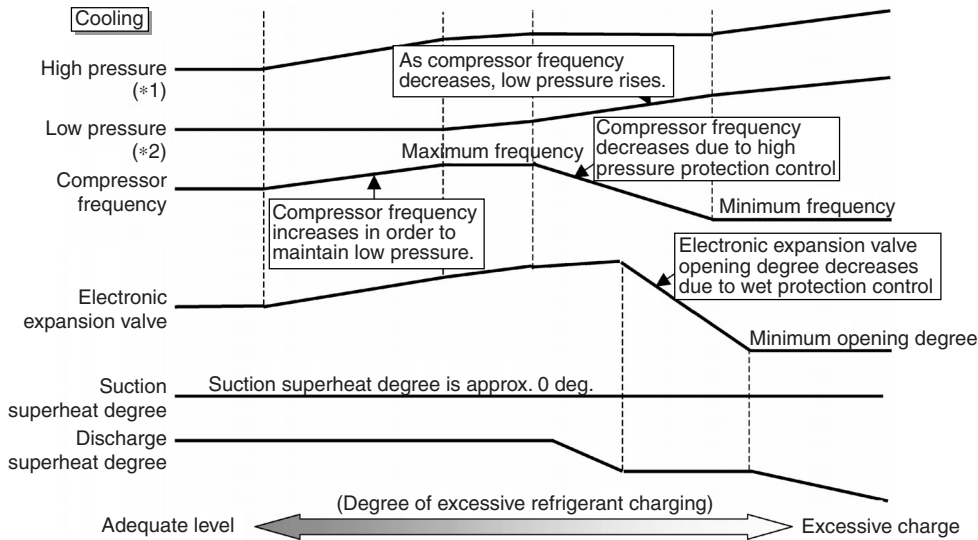 Cooling
High pressure
(*1)
As compressor frequency
decreases, low pressure rises.
Low pressure
(*2)
Maximum frequency
Compressor frequency
decreases due to high
pressure protection control
Compressor
frequency
Compressor frequency
increases in order to
maintain low pressure.
Minimum frequency
Electronic expansion valve
opening degree decreases
due to wet protection control
Electronic
expansion valve
Minimum opening degree
Suction
superheat degree
Suction superheat degree is approx. 0 deg.
Discharge
superheat degree
(Degree of excessive refrigerant charging)
Adequate level
Excessive charge